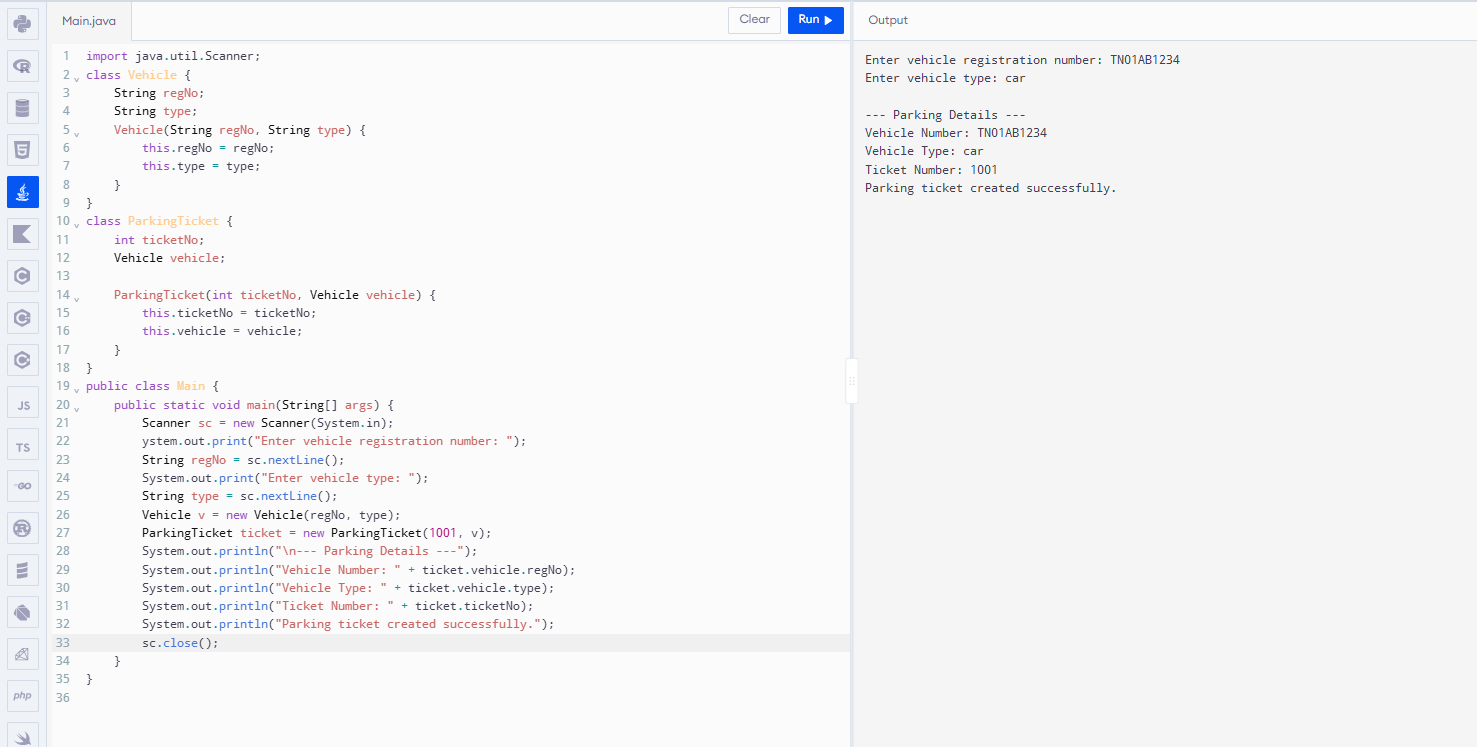 Main.java
Clear
Run
Output
1 import java.util.Scanner;
2 class Vehicle {
3     String regNo;
4     String type;
5     Vehicle(String regNo, String type) {
6         this.regNo = regNo;
7         this.type = type;
8     }
9 }
10 class ParkingTicket {
11     int ticketNo;
12     Vehicle vehicle;
13
14     ParkingTicket(int ticketNo, Vehicle vehicle) {
15         this.ticketNo = ticketNo;
16         this.vehicle = vehicle;
17     }
18 }
19 public class Main {
20     public static void main(String[] args) {
21         Scanner sc = new Scanner(System.in);
22         ystem.out.print("Enter vehicle registration number: ");
23         String regNo = sc.nextLine();
24         System.out.print("Enter vehicle type: ");
25         String type = sc.nextLine();
26         Vehicle v = new Vehicle(regNo, type);
27         ParkingTicket ticket = new ParkingTicket(1001, v);
28         System.out.println("\n--- Parking Details ---");
29         System.out.println("Vehicle Number: " + ticket.vehicle.regNo);
30         System.out.println("Vehicle Type: " + ticket.vehicle.type);
31         System.out.println("Ticket Number: " + ticket.ticketNo);
32         System.out.println("Parking ticket created successfully.");
33         sc.close();
34     }
35 }
36
Enter vehicle registration number: TN01AB1234
Enter vehicle type: car
--- Parking Details ---
Vehicle Number: TN01AB1234
Vehicle Type: car
Ticket Number: 1001
Parking ticket created successfully.
R
5
C
C
C
JS
TS
GO
R
php